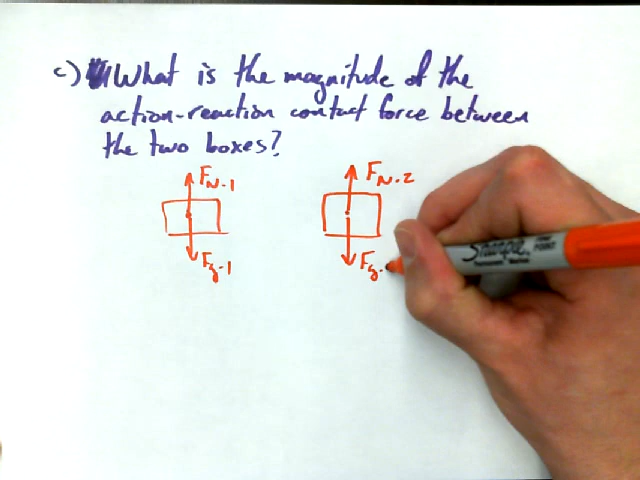 c) What is the magnitude of the
action-reaction contact force between
the two boxes?
FN-1 FN-2
Fg-1 Fg-
Sharpie